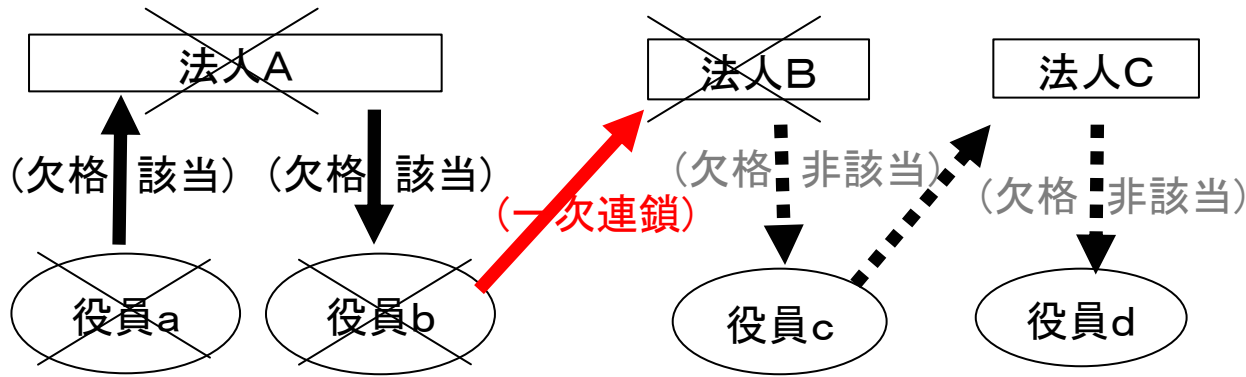 法人A
法人B
法人C
(欠格 該当)
(欠格 該当)
(一次連鎖)
(欠格 非該当)
(欠格 非該当)
役員a
役員b
役員c
役員d